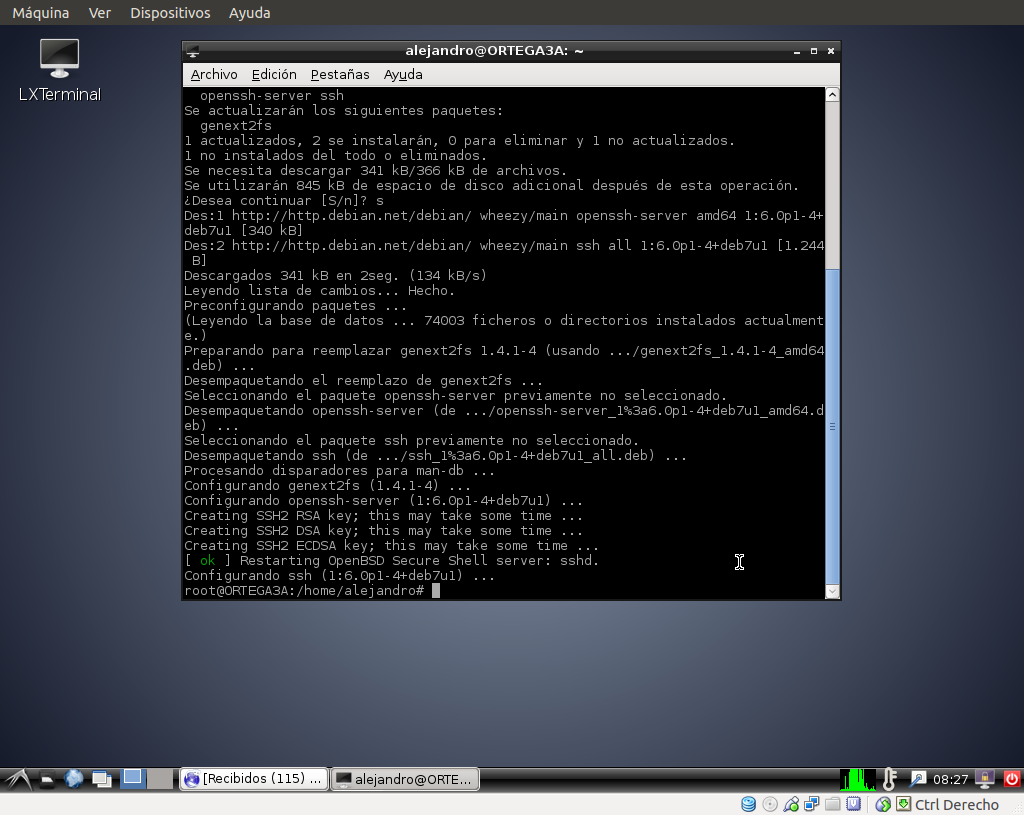 Máquina Ver Dispositivos Ayuda
LXTerminal
alejandro@ORTEGA3A: ~
Archivo Edición Pestañas Ayuda
openssh-server ssh
Se actualizarán los siguientes paquetes:
genext2fs
1 actualizados, 2 se instalarán, 0 para eliminar y 1 no actualizados.
1 no instalados del todo o eliminados.
Se necesita descargar 341 kB/366 kB de archivos.
Se utilizarán 845 kB de espacio de disco adicional después de esta operación.
¿Desea continuar [S/n]? s
Des:1 http://http.debian.net/debian/ wheezy/main openssh-server amd64 1:6.0p1-4+
deb7u1 [340 kB]
Des:2 http://http.debian.net/debian/ wheezy/main ssh all 1:6.0p1-4+deb7u1 [1.244
B]
Descargados 341 kB en 2seg. (134 kB/s)
Leyendo lista de cambios... Hecho.
Preconfigurando paquetes ...
(Leyendo la base de datos ... 74003 ficheros o directorios instalados actualment
e.)
Preparando para reemplazar genext2fs 1.4.1-4 (usando .../genext2fs_1.4.1-4_amd64
.deb) ...
Desempaquetando el reemplazo de genext2fs ...
Seleccionando el paquete openssh-server previamente no seleccionado.
Desempaquetando openssh-server (de .../openssh-server_1%3a6.0p1-4+deb7u1_amd64.d
eb) ...
Seleccionando el paquete ssh previamente no seleccionado.
Desempaquetando ssh (de .../ssh_1%3a6.0p1-4+deb7u1_all.deb) ...
Procesando disparadores para man-db ...
Configurando genext2fs (1.4.1-4) ...
Configurando openssh-server (1:6.0p1-4+deb7u1) ...
Creating SSH2 RSA key; this may take some time ...
Creating SSH2 DSA key; this may take some time ...
Creating SSH2 ECDSA key; this may take some time ...
[ ok ] Restarting OpenBSD Secure Shell server: sshd.
Configurando ssh (1:6.0p1-4+deb7u1) ...
root@ORTEGA3A:/home/alejandro#
[Recibidos (115) ... alejandro@ORTE... 08:27
Ctrl Derecho